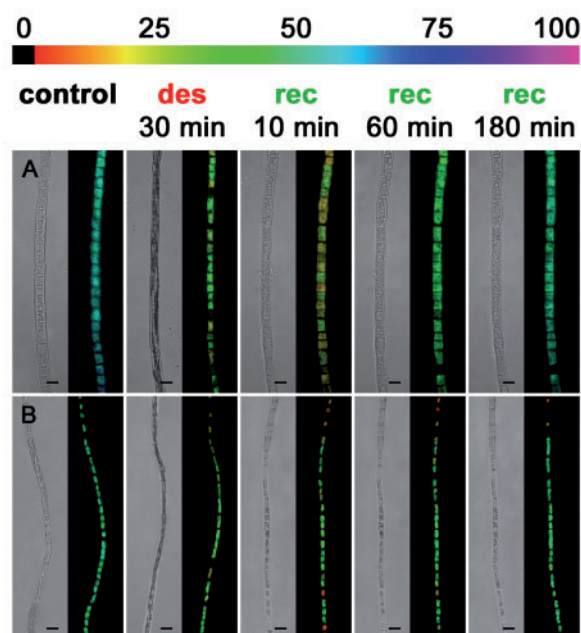 0 25 50 75 100
control des rec rec rec
30 min 10 min 60 min 180 min
A
B